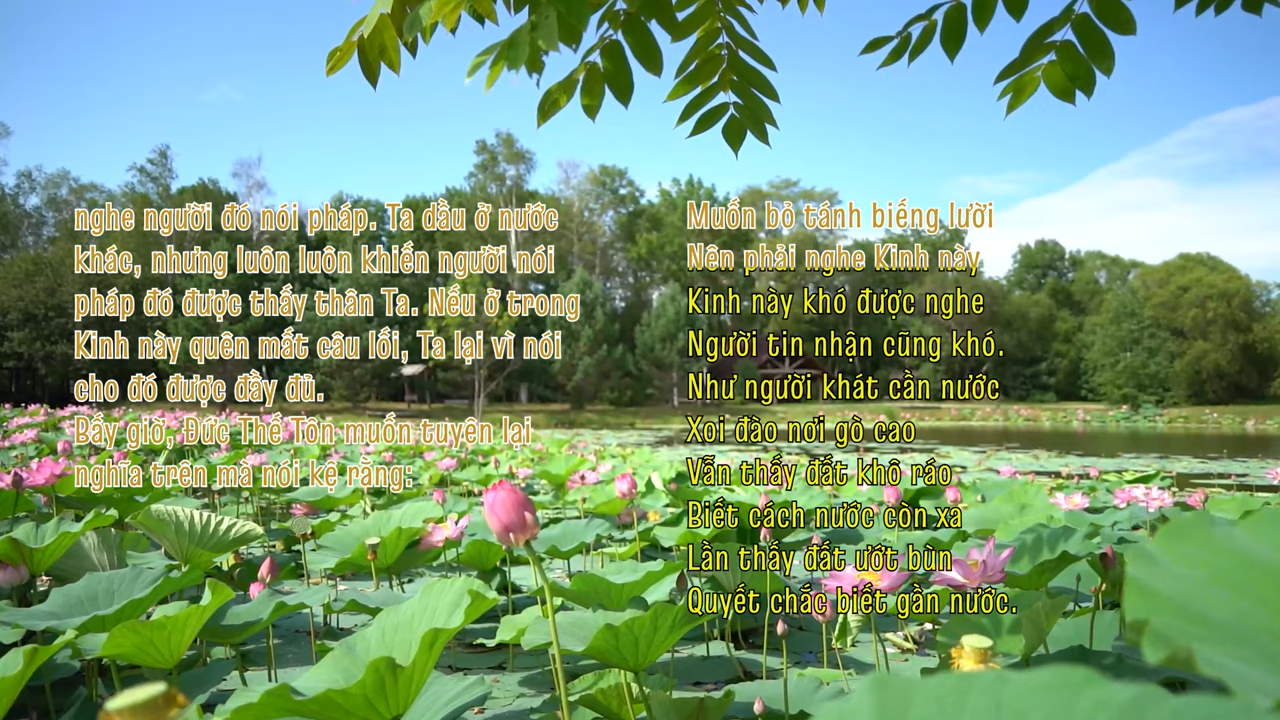 nghe người đó nói pháp. Ta dầu ở nước
khác, nhưng luôn luôn khiến người nói
pháp đó được thấy thân Ta. Nếu ở trong
Kinh này quên mất câu lối, Ta lại vì nói
cho đó được đầy đủ.
Bấy giờ, Đức Thế Tôn muốn tuyên lại
nghĩa trên mà nói kệ rằng:
Muốn bỏ tánh biếng lười
Nên phải nghe Kinh này
Kinh này khó được nghe
Người tin nhận cũng khó.
Như người khát cần nước
Xoi đào nơi gò cao
Vẫn thấy đất khô ráo
Biết cách nước còn xa
Lần thấy đất ướt bùn
Quyết chắc biết gần nước.